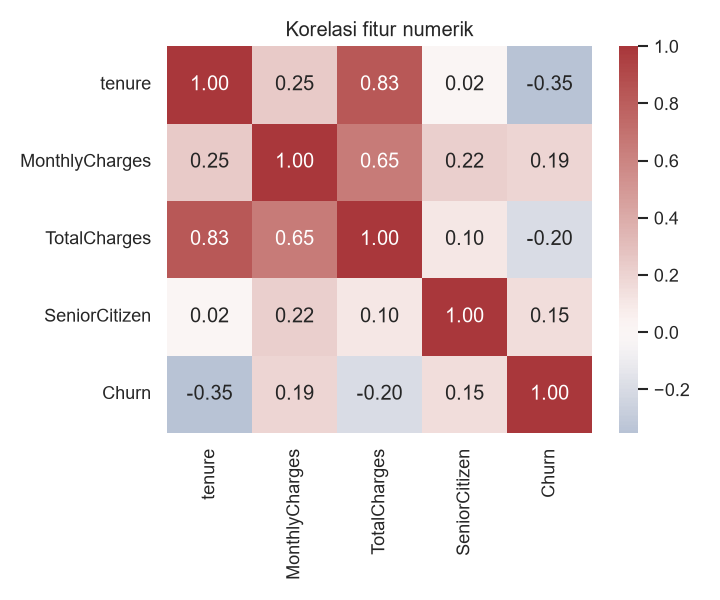 Korelasi fitur numerik
tenure 1.00 0.25 0.83 0.02 -0.35
MonthlyCharges 0.25 1.00 0.65 0.22 0.19
TotalCharges 0.83 0.65 1.00 0.10 -0.20
SeniorCitizen 0.02 0.22 0.10 1.00 0.15
Churn -0.35 0.19 -0.20 0.15 1.00
tenure MonthlyCharges TotalCharges SeniorCitizen Churn
1.0
0.8
0.6
0.4
0.2
0.0
−0.2